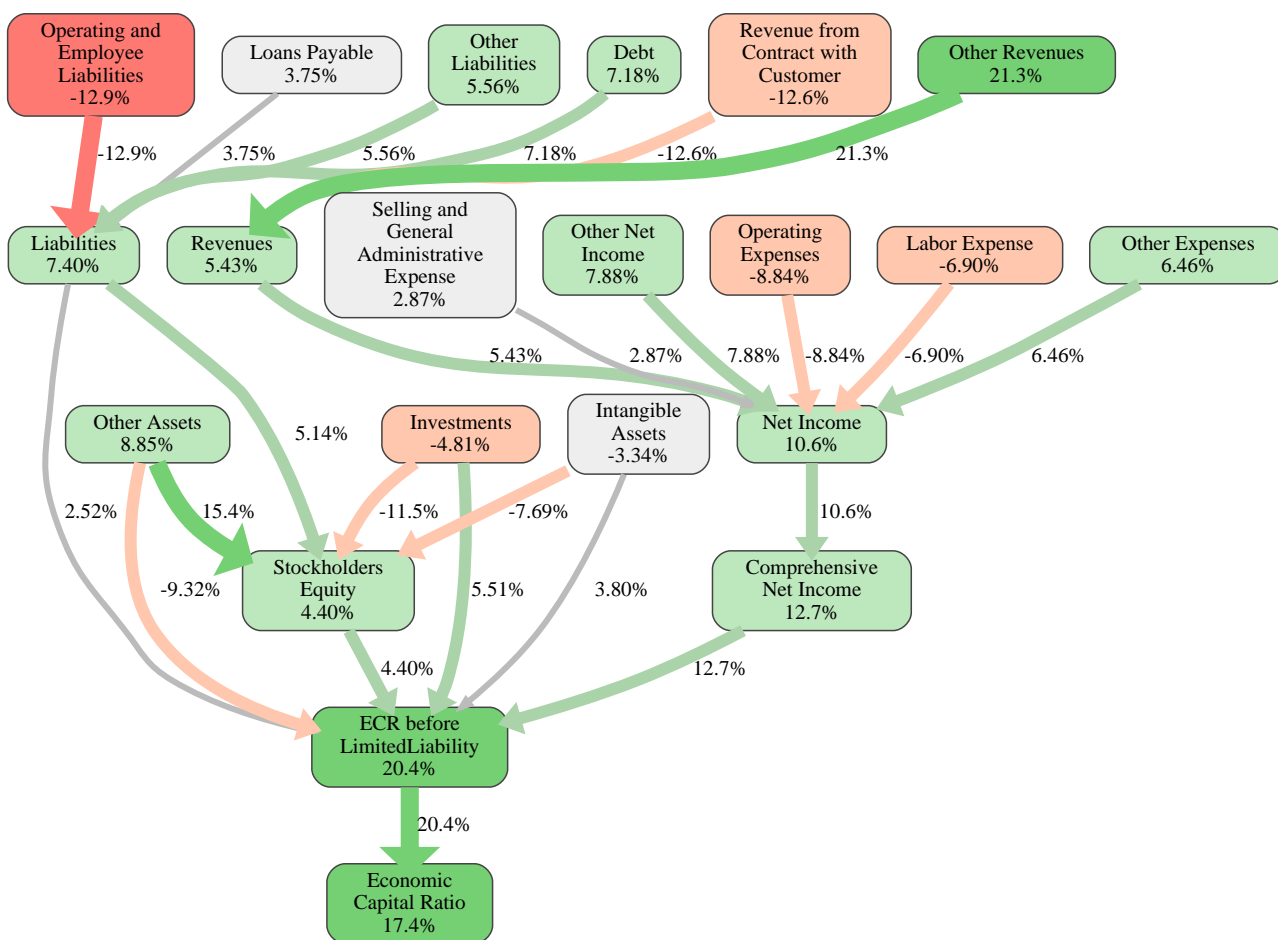 Operating and
Employee
Liabilities
-12.9%
Loans Payable
3.75%
Other
Liabilities
5.56%
Debt
7.18%
Revenue from
Contract with
Customer
-12.6%
Other Revenues
21.3%
-12.9%
3.75%
5.56%
7.18%
-12.6%
21.3%
Liabilities
7.40%
Revenues
5.43%
Selling and
General
Administrative
Expense
2.87%
Other Net
Income
7.88%
Operating
Expenses
-8.84%
Labor Expense
-6.90%
Other Expenses
6.46%
5.43%
2.87%
7.88%
-8.84%
-6.90%
6.46%
Other Assets
8.85%
5.14%
Investments
-4.81%
Intangible
Assets
-3.34%
Net Income
10.6%
2.52%
15.4%
-11.5%
-7.69%
10.6%
-9.32%
Stockholders
Equity
4.40%
5.51%
3.80%
Comprehensive
Net Income
12.7%
4.40%
12.7%
ECR before
LimitedLiability
20.4%
20.4%
Economic
Capital Ratio
17.4%